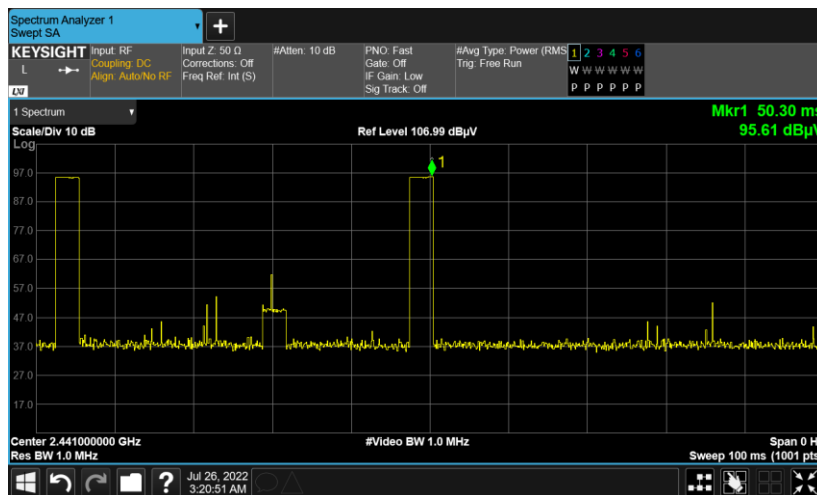 Spectrum Analyzer 1
Swept SA
KEYSIGHT
L
LXI
Input: RF
Coupling: DC
Align: Auto/No RF
Input Z: 50 Ω
Corrections: Off
Freq Ref: Int (S)
#Atten: 10 dB
PNO: Fast
Gate: Off
IF Gain: Low
Sig Track: Off
#Avg Type: Power (RMS
Trig: Free Run
1 2 3 4 5 6
W W W W W W
P P P P P P
1 Spectrum
Scale/Div 10 dB
Ref Level 106.99 dBµV
Mkr1 50.30 ms
95.61 dBµV
Log
1
97.0
87.0
77.0
67.0
57.0
47.0
37.0
27.0
17.0
Center 2.441000000 GHz
Res BW 1.0 MHz
#Video BW 1.0 MHz
Span 0 H
Sweep 100 ms (1001 pts
?
Jul 26, 2022
3:20:51 AM